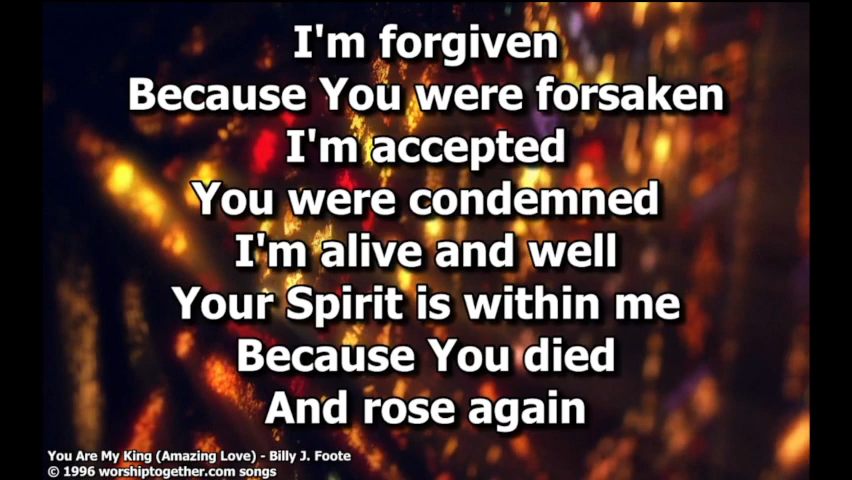 I'm forgiven
Because You were forsaken
I'm accepted
You were condemned
I'm alive and well
Your Spirit is within me
Because You died
And rose again
You Are My King (Amazing Love) - Billy J. Foote
© 1996 worshiptogether.com songs